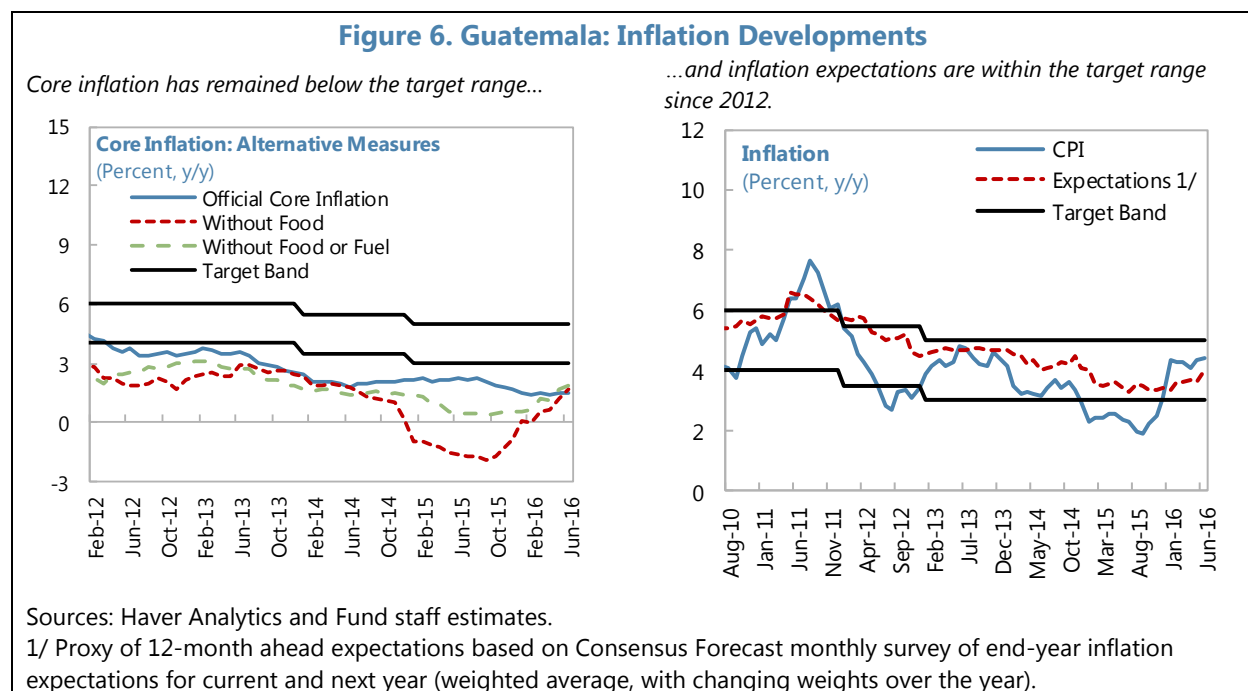 Figure 6. Guatemala: Inflation Developments
Core inflation has remained below the target range...
...and inflation expectations are within the target range
since 2012.
15
12
9
6
3
0
-3
Core Inflation: Alternative Measures
(Percent, y/y)
Official Core Inflation
Without Food
Without Food or Fuel
Target Band
Feb-12
Jun-12
Oct-12
Feb-13
Jun-13
Oct-13
Feb-14
Jun-14
Oct-14
Feb-15
Jun-15
Oct-15
Feb-16
Jun-16
12
10
8
6
4
2
0
Inflation
(Percent, y/y)
CPI
Expectations 1/
Target Band
Aug-10
Jan-11
Jun-11
Nov-11
Apr-12
Sep-12
Feb-13
Jul-13
Dec-13
May-14
Oct-14
Mar-15
Aug-15
Jan-16
Jun-16
Sources: Haver Analytics and Fund staff estimates.
1/ Proxy of 12-month ahead expectations based on Consensus Forecast monthly survey of end-year inflation
expectations for current and next year (weighted average, with changing weights over the year).